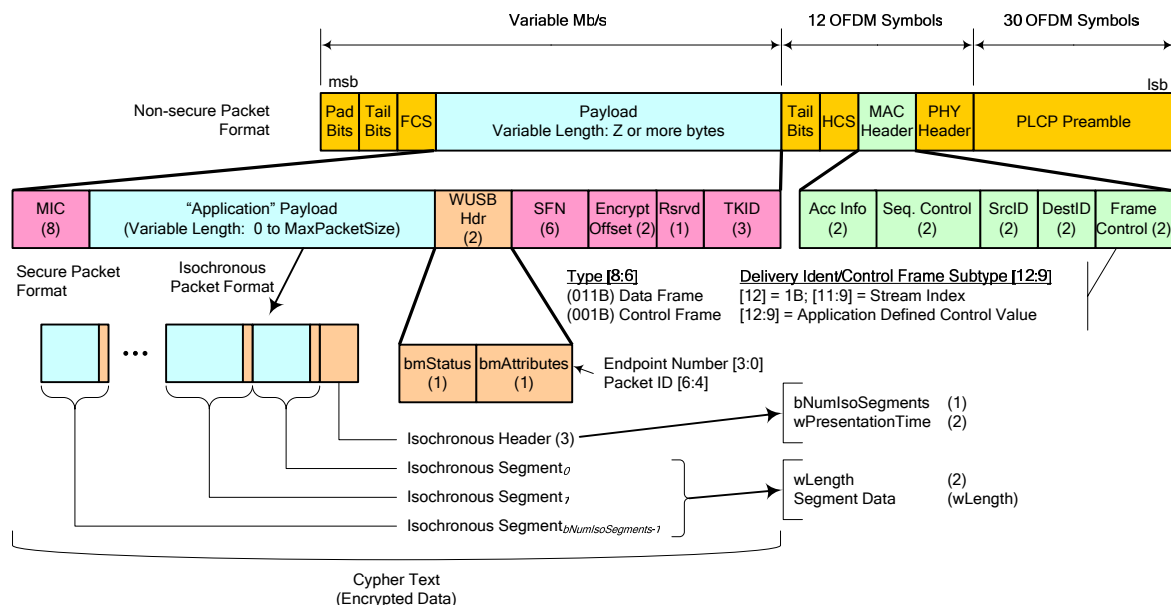 Variable Mb/s
12 OFDM Symbols
30 OFDM Symbols
msb
lsb
Non-secure Packet
Format
Pad
Bits
Tail
Bits
FCS
Payload
Variable Length: Z or more bytes
Tail
Bits
HCS
MAC
Header
PHY
Header
PLCP Preamble
MIC
(8)
“Application” Payload
(Variable Length: 0 to MaxPacketSize)
WUSB
Hdr
(2)
SFN
(6)
Encrypt
Offset (2)
Rsrvd
(1)
TKID
(3)
Acc Info
(2)
Seq. Control
(2)
SrcID
(2)
DestID
(2)
Frame
Control (2)
Secure Packet
Format
Isochronous
Packet Format
Type [8:6]
(011B) Data Frame
(001B) Control Frame
Delivery Ident/Control Frame Subtype [12:9]
[12] = 1B; [11:9] = Stream Index
[12:9] = Application Defined Control Value
•••
bmStatus
(1)
bmAttributes
(1)
Endpoint Number [3:0]
Packet ID [6:4]
bNumIsoSegments (1)
wPresentationTime (2)
Isochronous Header (3)
Isochronous Segment0
wLength (2)
Segment Data (wLength)
Isochronous Segment1
Isochronous SegmentbNumIsoSegments-1
Cypher Text
(Encrypted Data)